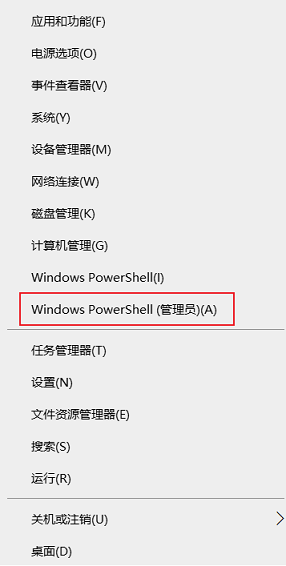 应用和功能(F)
电源选项(O)
事件查看器(V)
系统(Y)
设备管理器(M)
网络连接(W)
磁盘管理(K)
计算机管理(G)
Windows PowerShell(I)
Windows PowerShell (管理员)(A)
任务管理器(T)
设置(N)
文件资源管理器(E)
搜索(S)
运行(R)
关机或注销(U)
桌面(D)